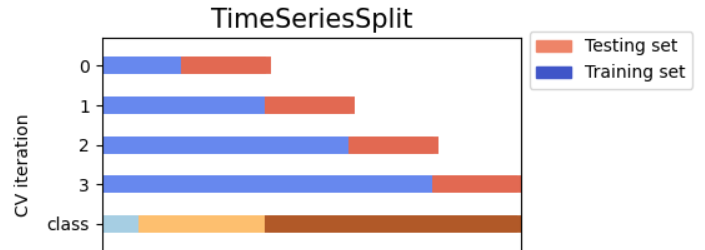 TimeSeriesSplit
Testing set
Training set
0
1
2
3
class
CV iteration